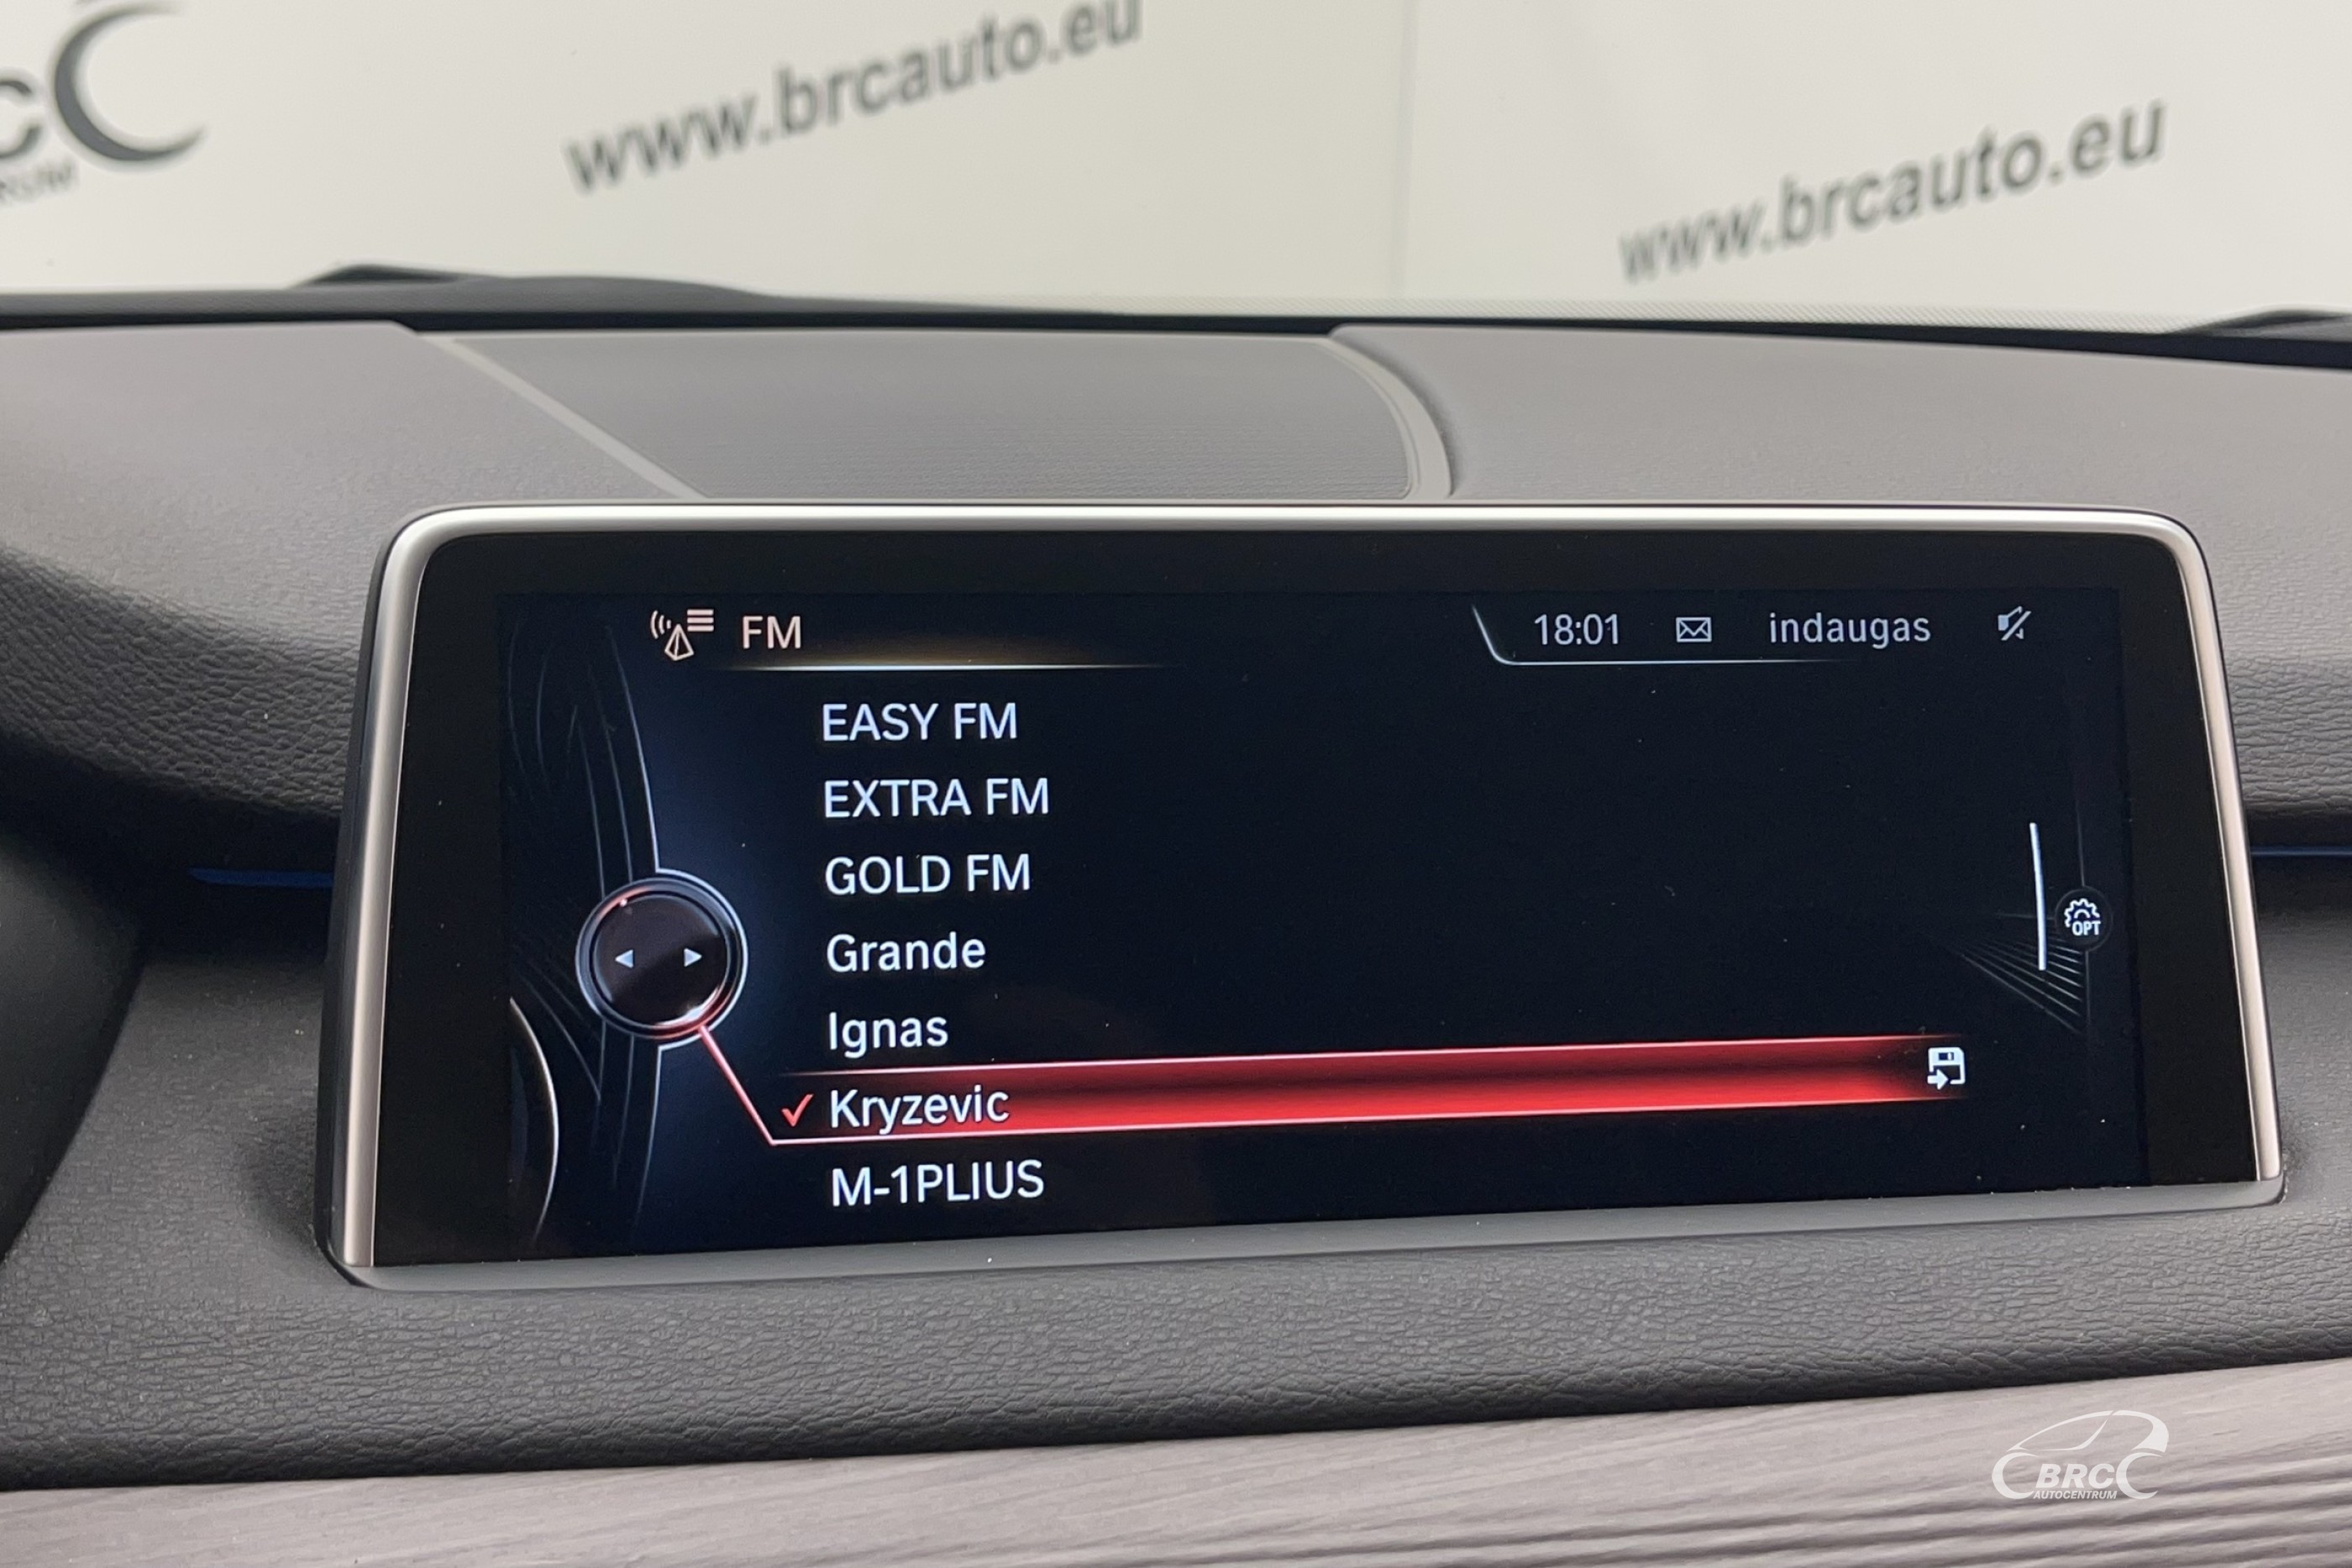 www.brcauto.eu
www.brcauto.eu
FM
18:01
indaugas
EASY FM
EXTRA FM
GOLD FM
Grande
Ignas
Kryzevic
M-1PLIUS
OPT
BRC
AUTOCENTRUM